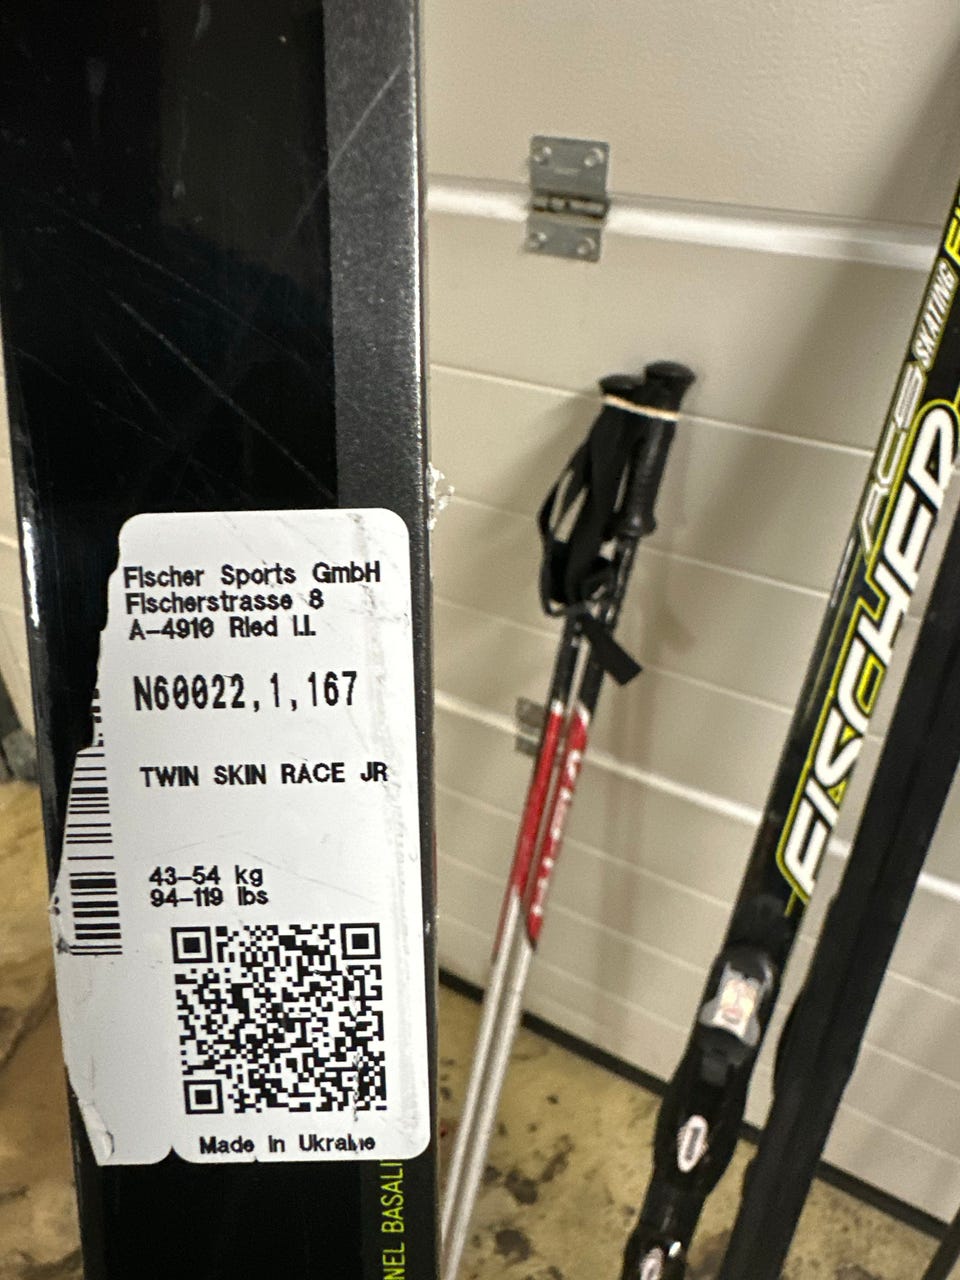 Fischer Sports GmbH
Fischerstrasse 8
A-4910 Ried I.I.
N60022,1,167
TWIN SKIN RACE JR
43-54 kg
94-119 lbs
Made in Ukraine
NEL BASALT
RCS SKATING
FISCHER